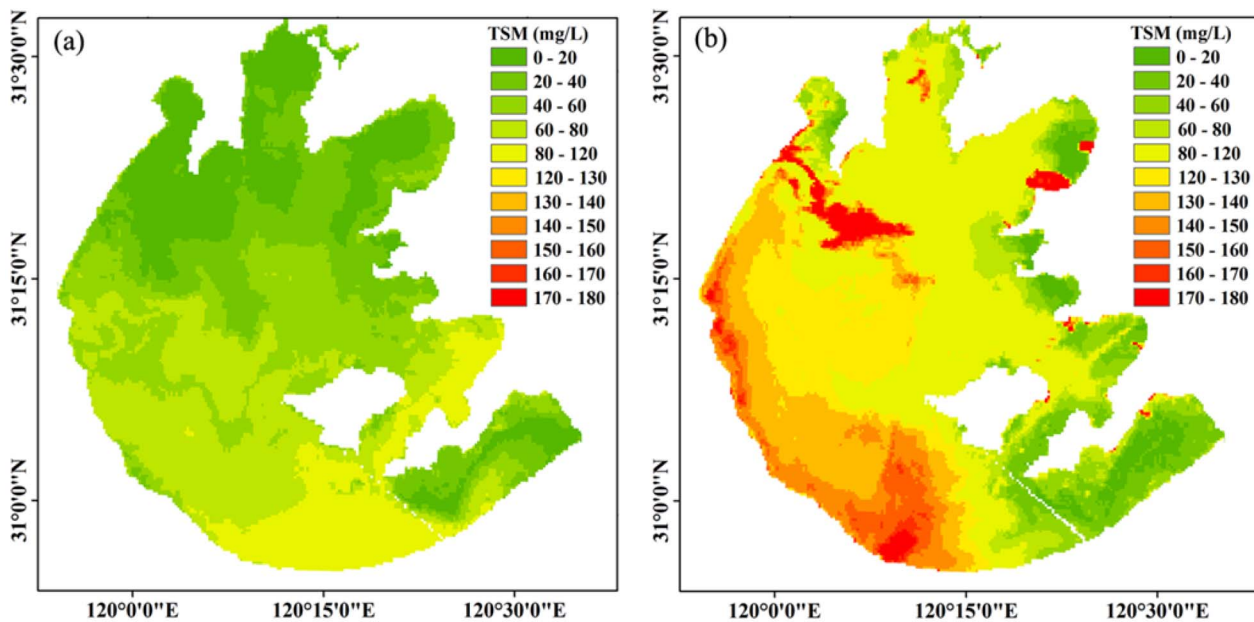 (a)
TSM (mg/L)
0 - 20
20 - 40
40 - 60
60 - 80
80 - 120
120 - 130
130 - 140
140 - 150
150 - 160
160 - 170
170 - 180
31°30'0"N
31°15'0"N
31°0'0"N
120°0'0"E
120°15'0"E
120°30'0"E
(b)
TSM (mg/L)
0 - 20
20 - 40
40 - 60
60 - 80
80 - 120
120 - 130
130 - 140
140 - 150
150 - 160
160 - 170
170 - 180
31°30'0"N
31°15'0"N
31°0'0"N
120°0'0"E
120°15'0"E
120°30'0"E